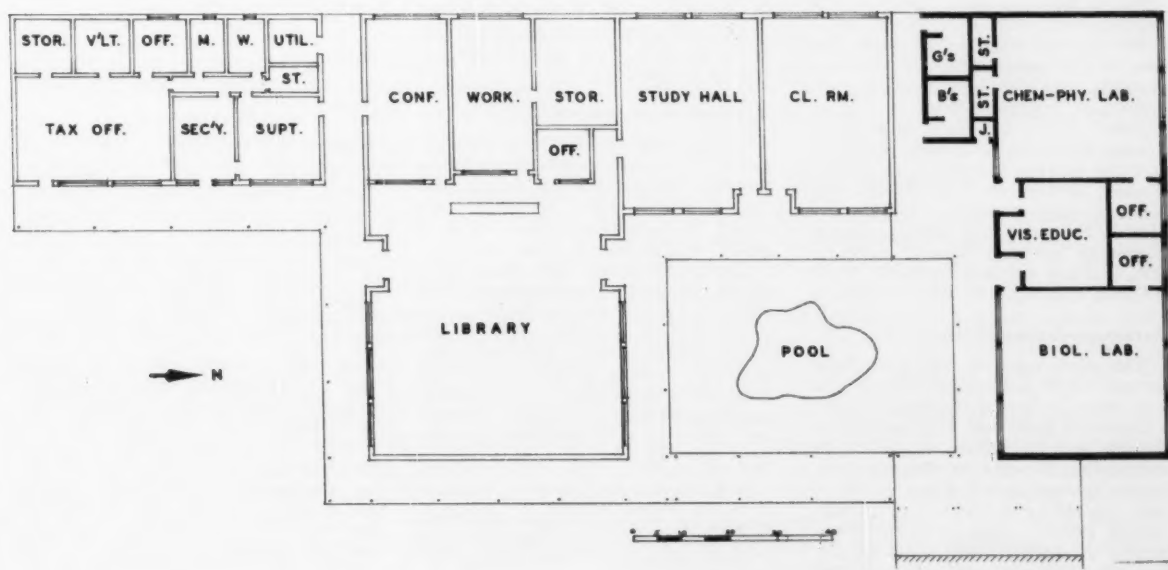 STOR.
V'LT.
OFF.
M.
W.
UTIL.
ST.
TAX OFF.
SEC'Y.
SUPT.
CONF.
WORK.
STOR.
OFF.
STUDY HALL
CL. RM.
G's
B's
ST.
ST.
J.
CHEM-PHY. LAB.
VIS. EDUC.
OFF.
OFF.
BIOL. LAB.
LIBRARY
POOL
N